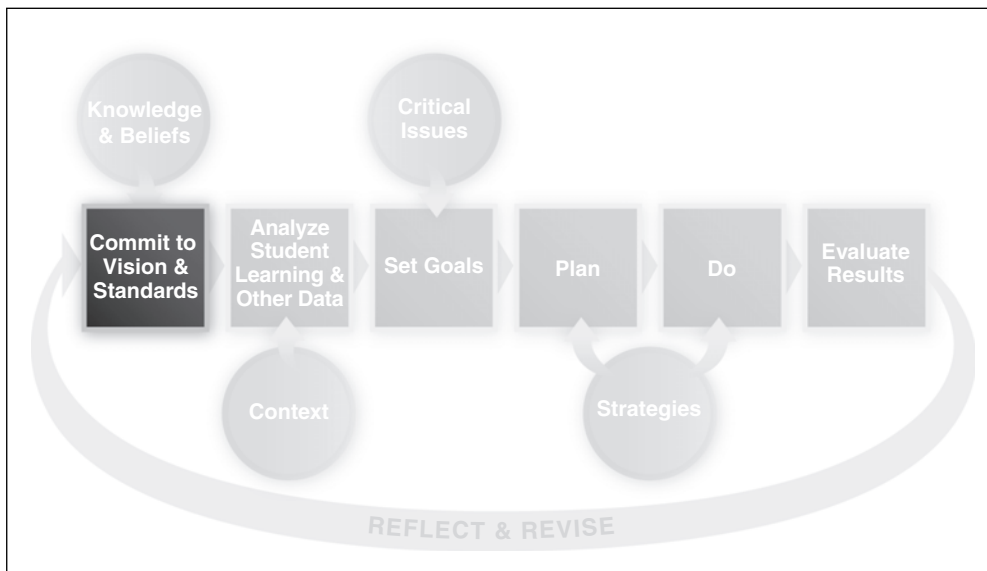 Knowledge
& Beliefs
Critical
Issues
Commit to
Vision &
Standards
Analyze
Student
Learning &
Other Data
Set Goals
Plan
Do
Evaluate
Results
Context
Strategies
REFLECT & REVISE